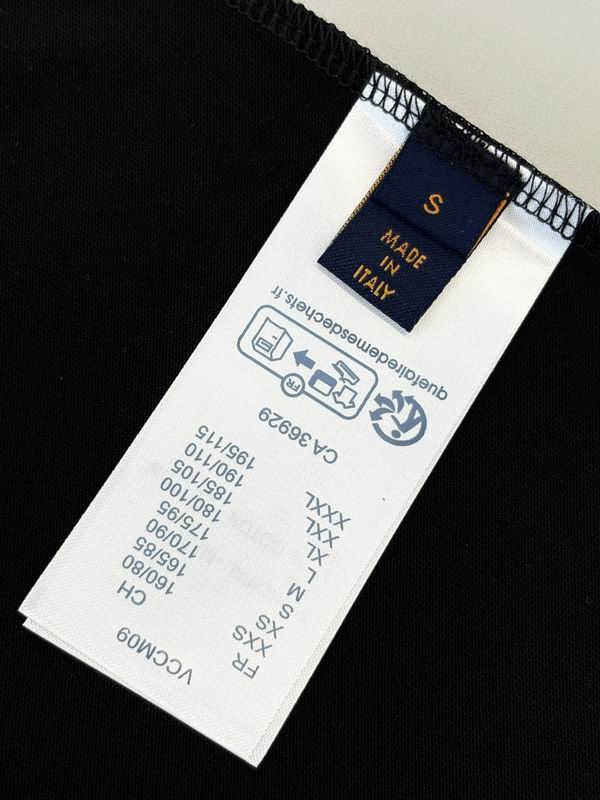 S
MADE
IN
ITALY
VCCM09
FR CH
XXS 160/80
XS 165/85
S 170/90
M 175/95
L 180/100
XL 185/105
XXL 190/110
XXXL 195/115
CA 36929
FR
quefairedemesdechets.fr